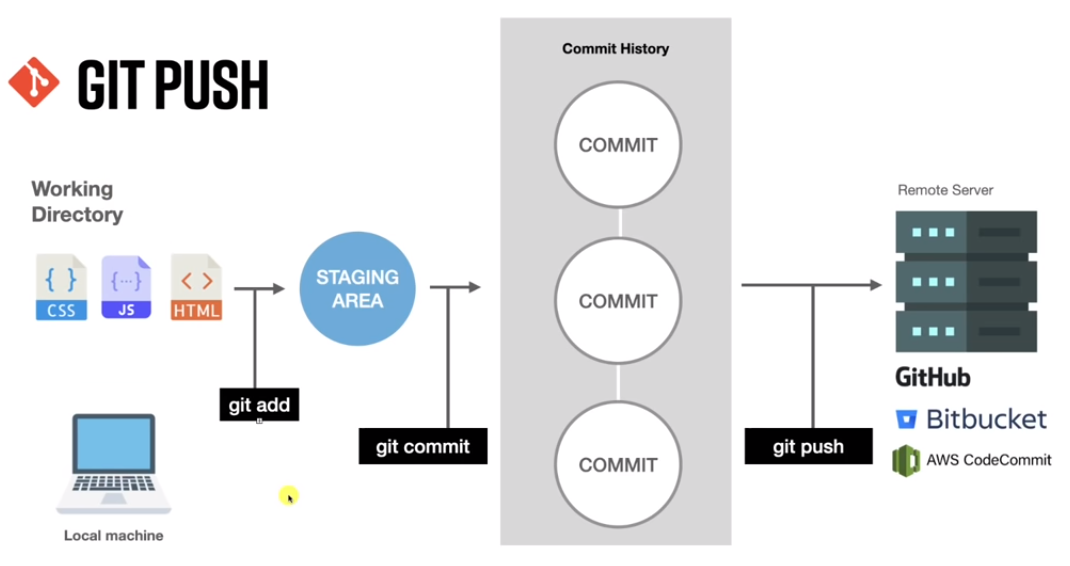 GIT PUSH
Commit History
COMMIT
COMMIT
COMMIT
Working
Directory
{ }
CSS
{...}
JS
< >
HTML
STAGING
AREA
git add
git commit
git push
Local machine
Remote Server
GitHub
Bitbucket
AWS CodeCommit